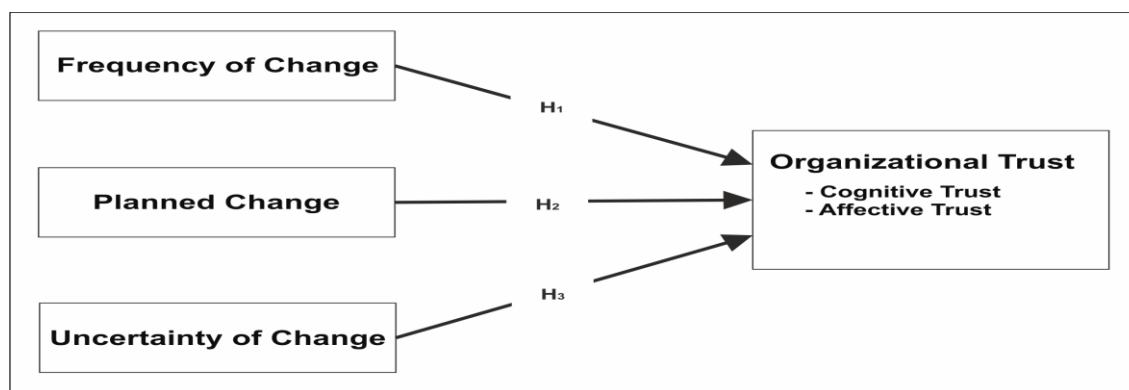 Frequency of Change
H₁
Organizational Trust
- Cognitive Trust
- Affective Trust
Planned Change
H₂
H₃
Uncertainty of Change